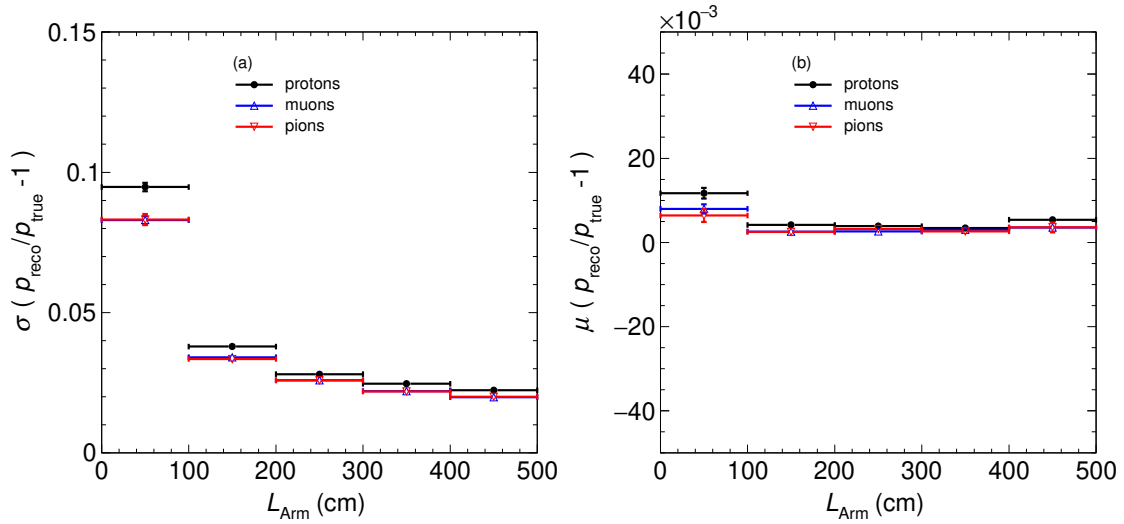 (a)
protons
muons
pions
0.15
0.1
0.05
0
0 100 200 300 400 500
L_Arm (cm)
σ ( p_reco/p_true -1 )
×10⁻³
(b)
protons
muons
pions
40
20
0
−20
−40
0 100 200 300 400 500
L_Arm (cm)
μ ( p_reco/p_true -1 )